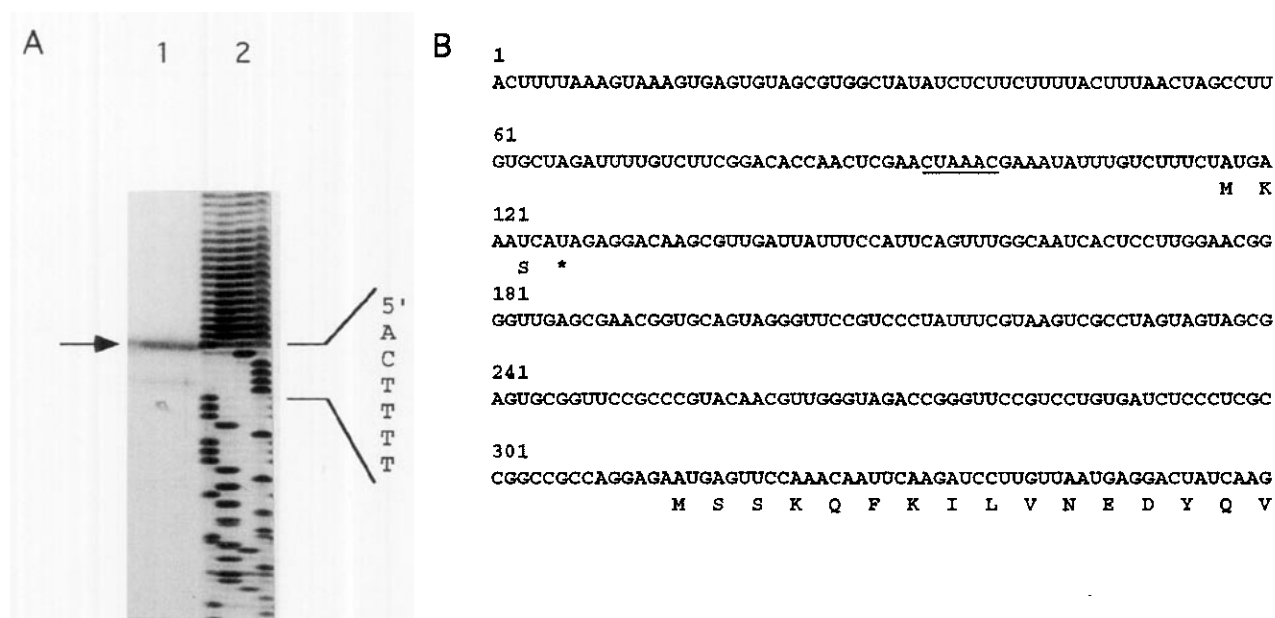 A
1 2
5'
A
C
T
T
T
T
B
1
ACUUUUAAAGUAAAGUGAGUGUAGCGUGGCUAUAUCUCUUCUUUUACUUUAACUAGCCUU
61
GUGCUAGAUUUUGUCUUCGGACACCAACUCGAACUAAACGAAAUAUUUGUCUUUCUAUGA
M K
121
AAUCAUAGAGGACAAGCGUUGAUUAUUUCCAUUCAGUUUGGCAAUCACUCCUUGGAACGG
S *
181
GGUUGAGCGAACGGUGCAGUAGGGUUCCGUCCCUAUUUCGUAAGUCGCCUAGUAGUAGCG
241
AGUGCGGUUCCGCCCGUACAACGUUGGGUAGACCGGGUUCCGUCCUGUGAUCUCCCUCGC
301
CGGCCGCCAGGAGAAUGAGUUCCAAACAAUUCAAGAUCCUUGUUAAUGAGGACUAUCAAG
M S S K Q F K I L V N E D Y Q V